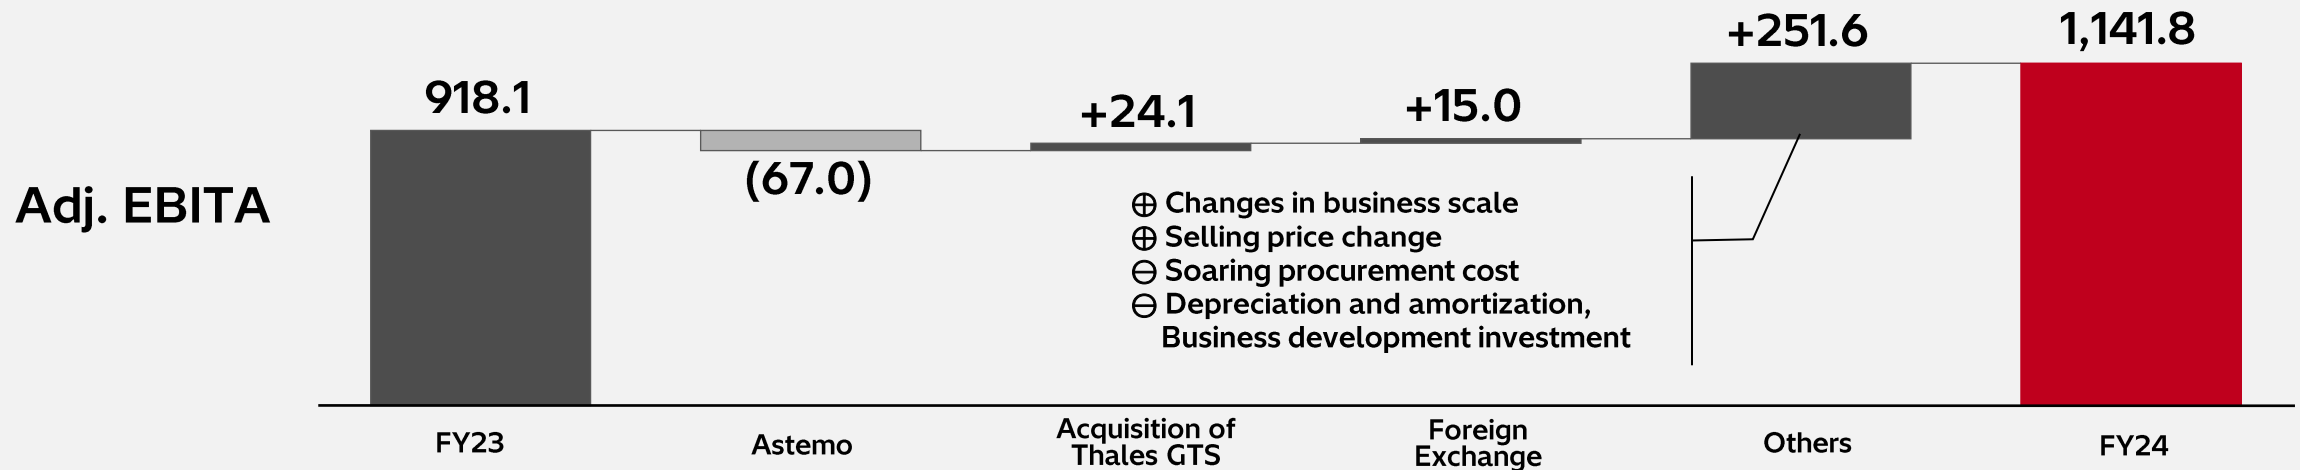 Adj. EBITA
918.1
(67.0)
+24.1
+15.0
+251.6
1,141.8
⊕ Changes in business scale
⊕ Selling price change
⊖ Soaring procurement cost
⊖ Depreciation and amortization,
Business development investment
FY23
Astemo
Acquisition of
Thales GTS
Foreign
Exchange
Others
FY24